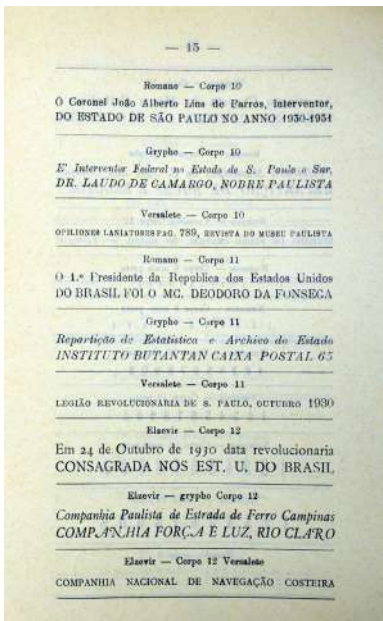 — 15 —
Romano — Corpo 10
O Coronel João Alberto Lins de Barros, Interventor,
DO ESTADO DE SÃO PAULO NO ANNO 1930-1931
Grypho — Corpo 10
E' Interventor Federal no Estado de S. Paulo o Snr.
DR. LAUDO DE CAMARGO, NOBRE PAULISTA
Versalete — Corpo 10
OPILIONES LANIATORES PAG. 789, REVISTA DO MUSEU PAULISTA
Romano — Corpo 11
O 1.º Presidente da Republica dos Estados Unidos
DO BRASIL FOI O MC. DEODORO DA FONSECA
Grypho — Corpo 11
Repartição de Estatistica e Archivo do Estado
INSTITUTO BUTANTAN CAIXA POSTAL 65
Versalete — Corpo 11
LEGIÃO REVOLUCIONARIA DE S. PAULO, OUTUBRO 1930
Elzevir — Corpo 12
Em 24 de Outubro de 1930 data revolucionaria
CONSAGRADA NOS EST. U. DO BRASIL
Elzevir — grypho Corpo 12
Companhia Paulista de Estrada de Ferro Campinas
COMPANHIA FORÇA E LUZ, RIO CLARO
Elzevir — Corpo 12 Versalete
COMPANHIA NACIONAL DE NAVEGAÇÃO COSTEIRA